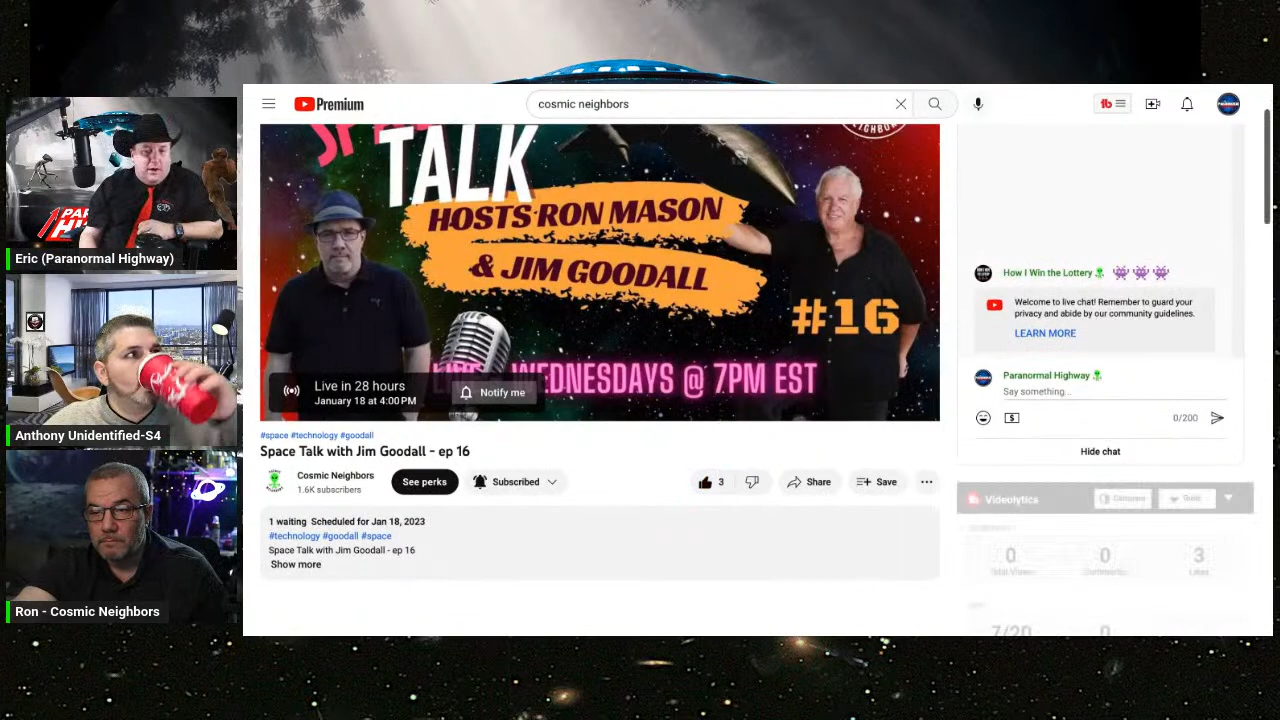 Premium
cosmic neighbors
TALK
HOSTS RON MASON
& JIM GOODALL
#16
WEDNESDAYS @ 7PM EST
Live in 28 hours
January 18 at 4:00 PM
Notify me
#space #technology #goodall
Space Talk with Jim Goodall - ep 16
Cosmic Neighbors
1.6K subscribers
See perks
Subscribed
3
Share
Save
1 waiting Scheduled for Jan 18, 2023
#technology #goodall #space
Space Talk with Jim Goodall - ep 16
Show more
How I Win the Lottery
Welcome to live chat! Remember to guard your
privacy and abide by our community guidelines.
LEARN MORE
Paranormal Highway
Say something...
0/200
Hide chat
Videolytics
0
0
3
Likes
Eric (Paranormal Highway)
Anthony Unidentified-S4
Ron - Cosmic Neighbors